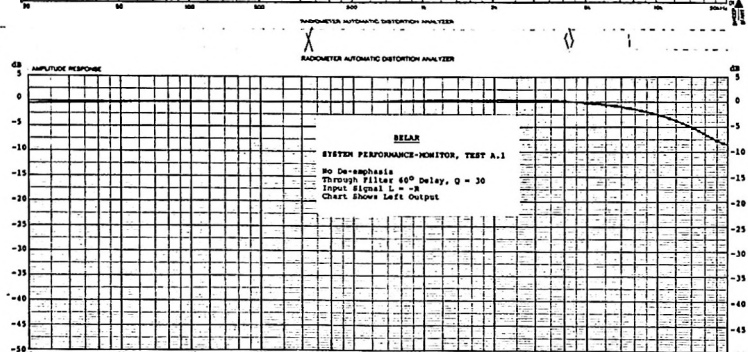 RADIOMETER AUTOMATIC DISTORTION ANALYZER
RADIOMETER AUTOMATIC DISTORTION ANALYZER
dB AMPLITUDE RESPONSE dB
5 5
0 0
-5 -5
-10 -10
-15 -15
-20 -20
-25 -25
-30 -30
-35 -35
-40 -40
-45 -45
-50
BELAR
SYSTEM PERFORMANCE-MONITOR, TEST A.1
No De-emphasis
Through Filter 60° Delay, Q = 30
Input Signal L = -R
Chart Shows Left Output